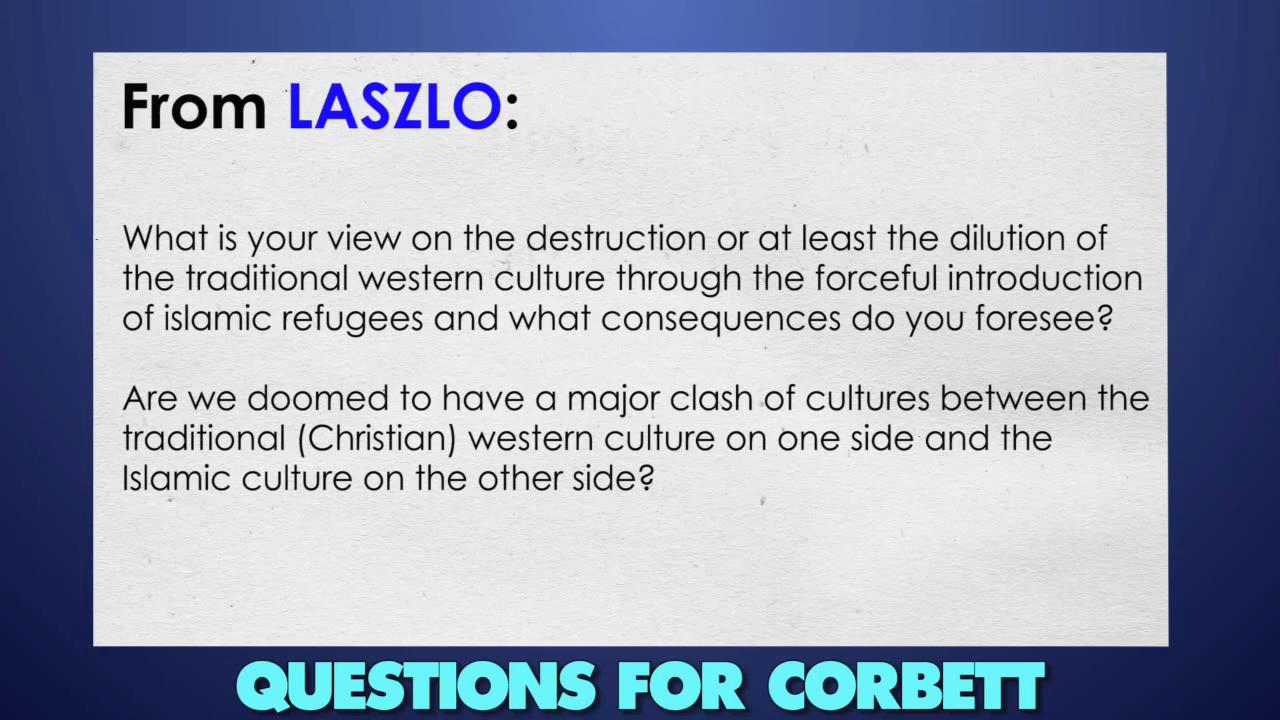 From LASZLO:
What is your view on the destruction or at least the dilution of
the traditional western culture through the forceful introduction
of islamic refugees and what consequences do you foresee?
Are we doomed to have a major clash of cultures between the
traditional (Christian) western culture on one side and the
Islamic culture on the other side?
QUESTIONS FOR CORBETT